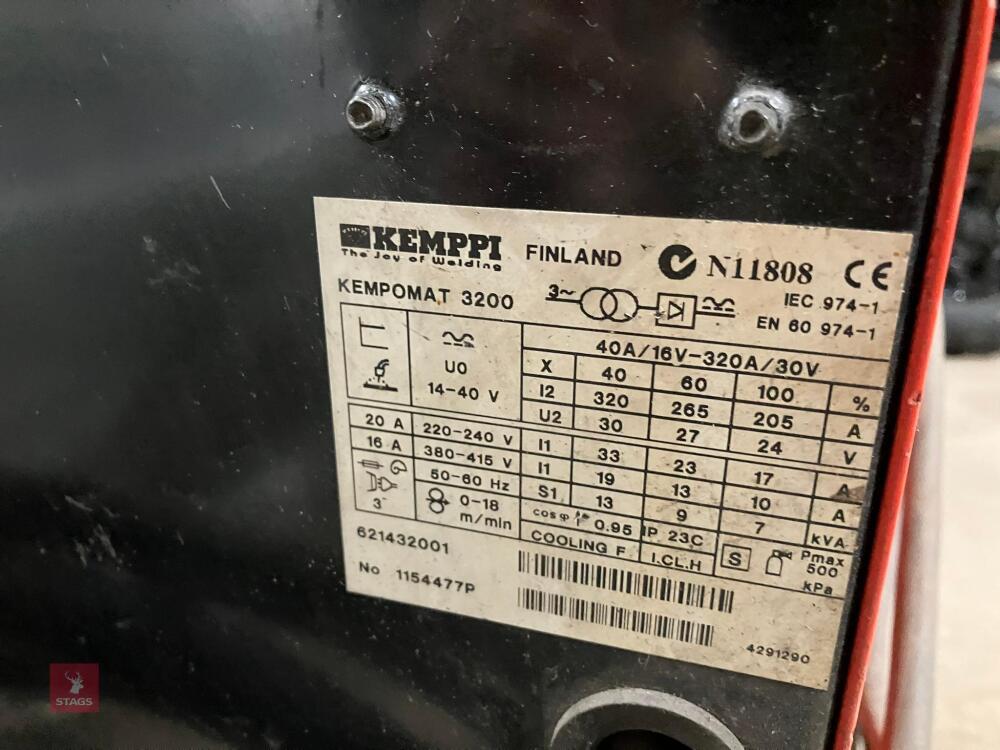 KEMPPI FINLAND N11808 CE
The Joy of Welding
IEC 974-1
KEMPOMAT 3200 3~
EN 60 974-1
40A/16V-320A/30V
U0
14-40 V
X 40 60 100 %
I2 320 265 205 A
U2 30 27 24 V
20 A 220-240 V I1 33 23 17 A
16 A 380-415 V I1 19 13 10 A
50-60 Hz S1 13 9 7 kVA
3~ 0-18 m/min cos φ 0.95 IP 23C
COOLING F I.CL.H S Pmax 500 kPa
621432001
No 1154477P
4291290
STAGS